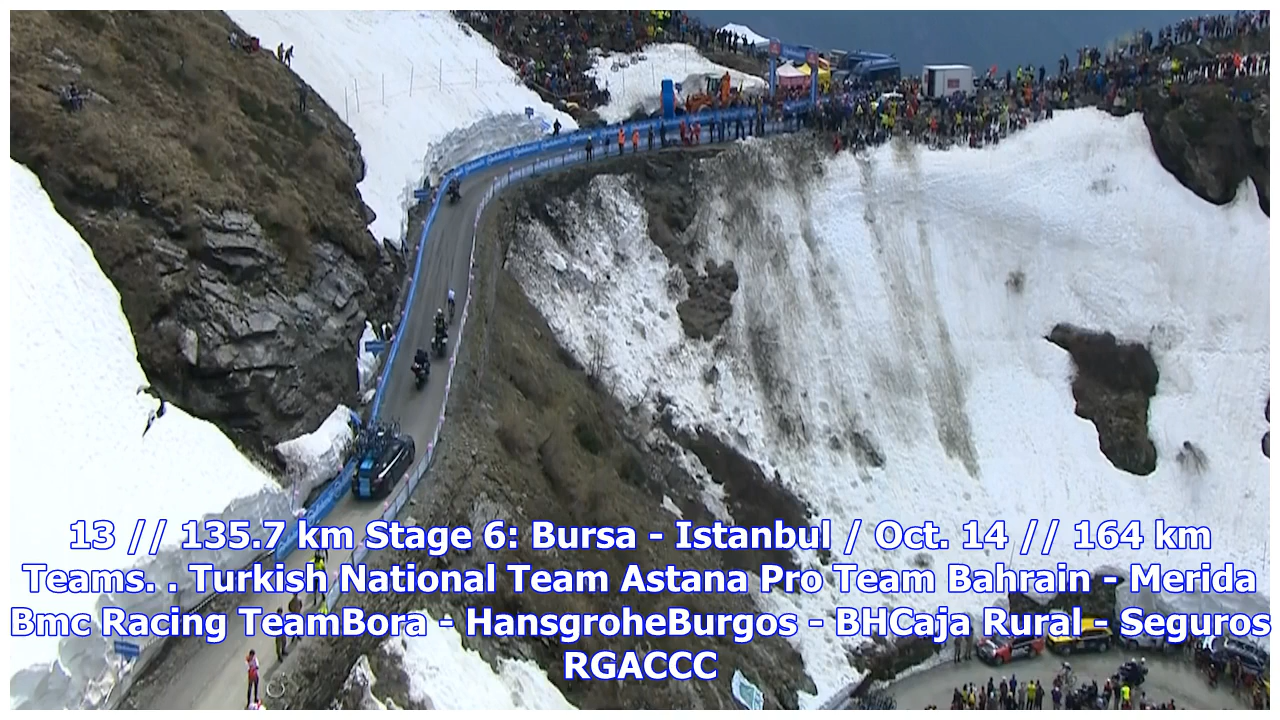 13 // 135.7 km Stage 6: Bursa - Istanbul / Oct. 14 // 164 km
Teams. . Turkish National Team Astana Pro Team Bahrain - Merida
Bmc Racing TeamBora - HansgroheBurgos - BHCaja Rural - Seguros
RGACCC